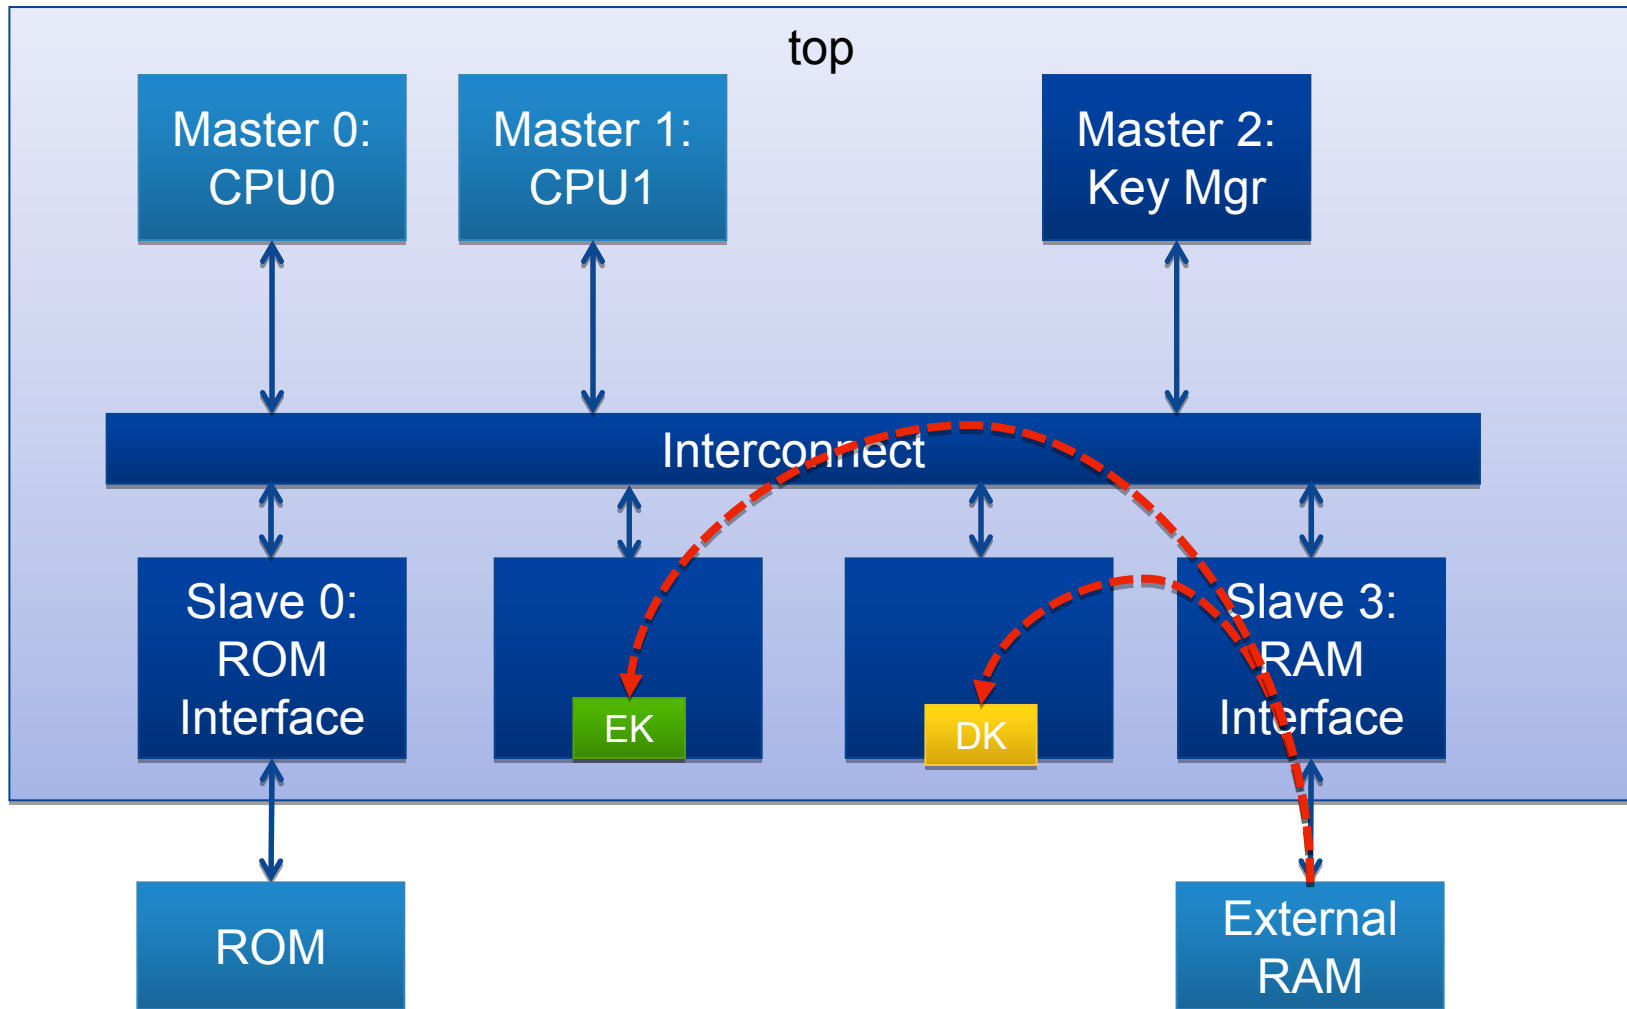 top
Master 0:
CPU0
Master 1:
CPU1
Master 2:
Key Mgr
Interconnect
Slave 0:
ROM
Interface
EK
DK
Slave 3:
RAM
Interface
ROM
External
RAM